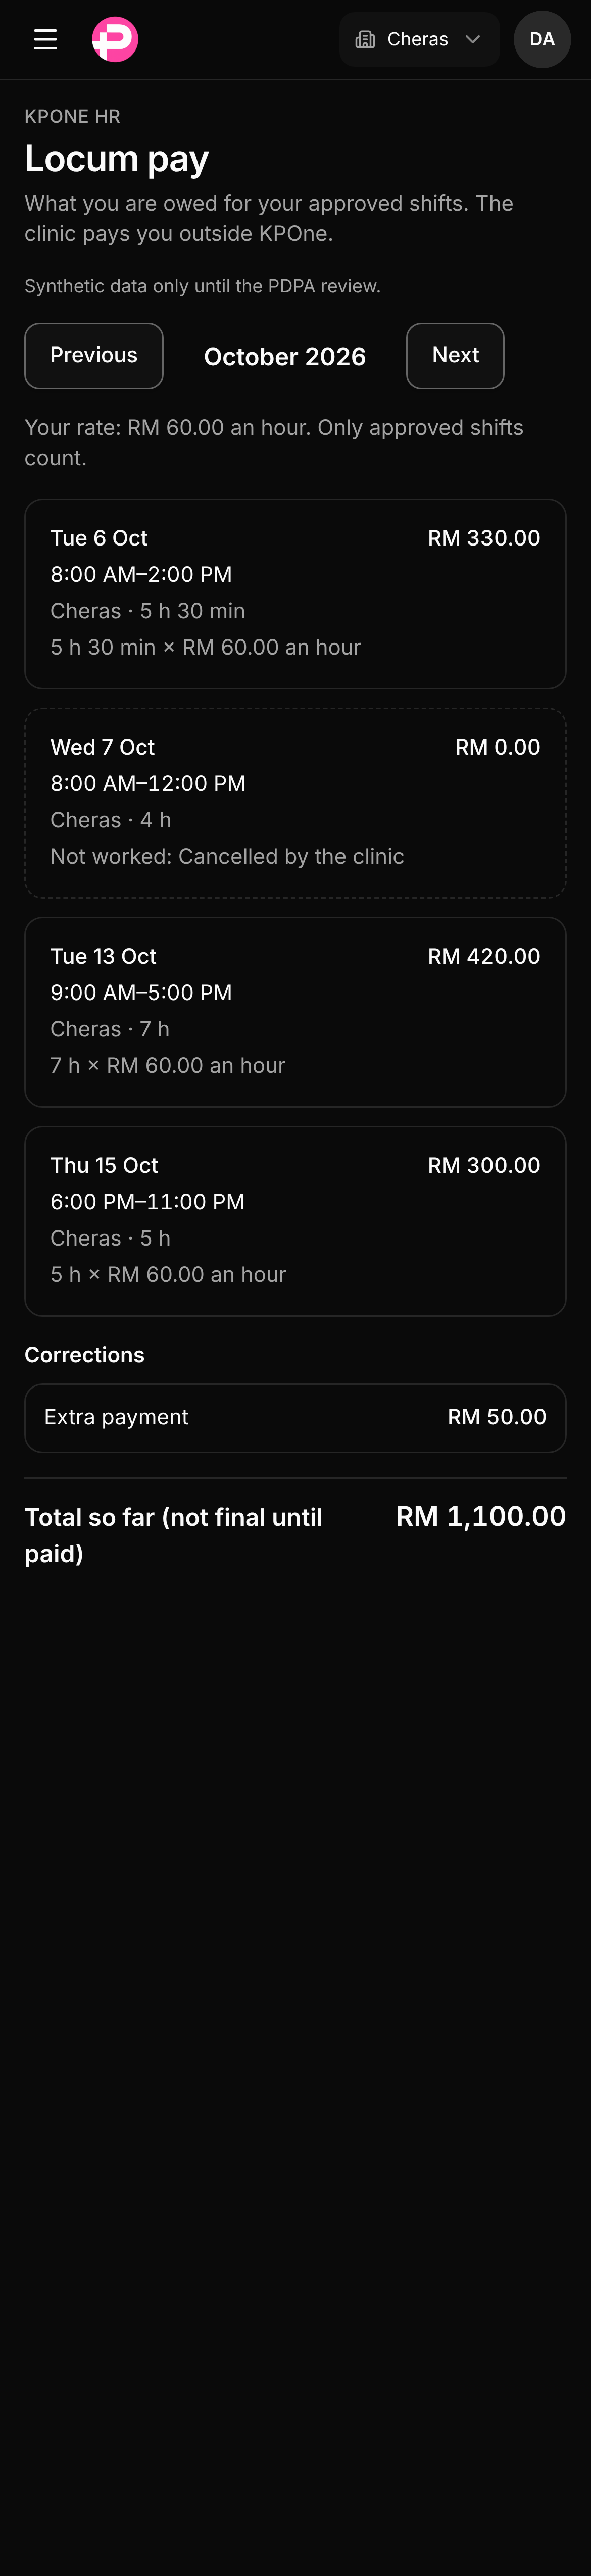 Cheras
DA
KPONE HR
Locum pay
What you are owed for your approved shifts. The
clinic pays you outside KPOne.
Synthetic data only until the PDPA review.
Previous
October 2026
Next
Your rate: RM 60.00 an hour. Only approved shifts
count.
Tue 6 Oct RM 330.00
8:00 AM–2:00 PM
Cheras · 5 h 30 min
5 h 30 min × RM 60.00 an hour
Wed 7 Oct RM 0.00
8:00 AM–12:00 PM
Cheras · 4 h
Not worked: Cancelled by the clinic
Tue 13 Oct RM 420.00
9:00 AM–5:00 PM
Cheras · 7 h
7 h × RM 60.00 an hour
Thu 15 Oct RM 300.00
6:00 PM–11:00 PM
Cheras · 5 h
5 h × RM 60.00 an hour
Corrections
Extra payment RM 50.00
Total so far (not final until RM 1,100.00
paid)